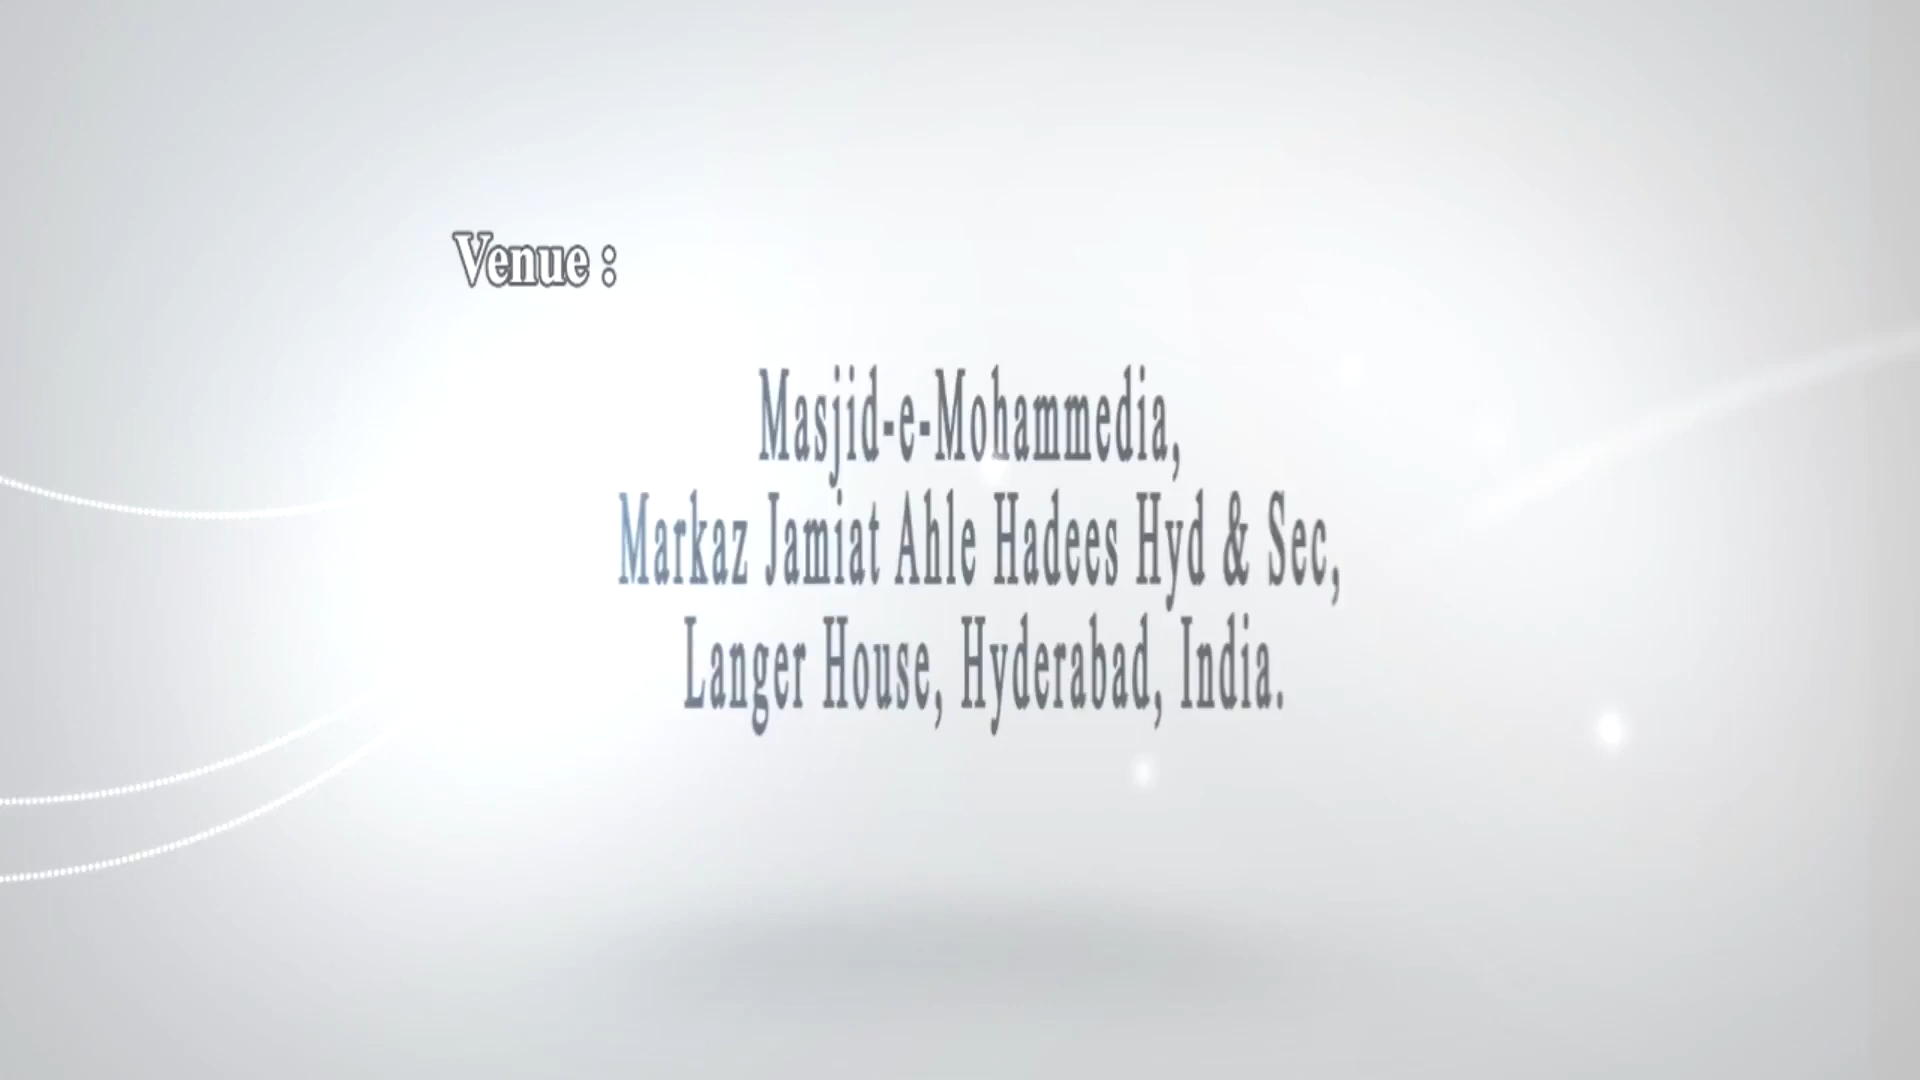 Venue :
Masjid-e-Mohammedia,
Markaz Jamiat Ahle Hadees Hyd & Sec,
Langer House, Hyderabad, India.